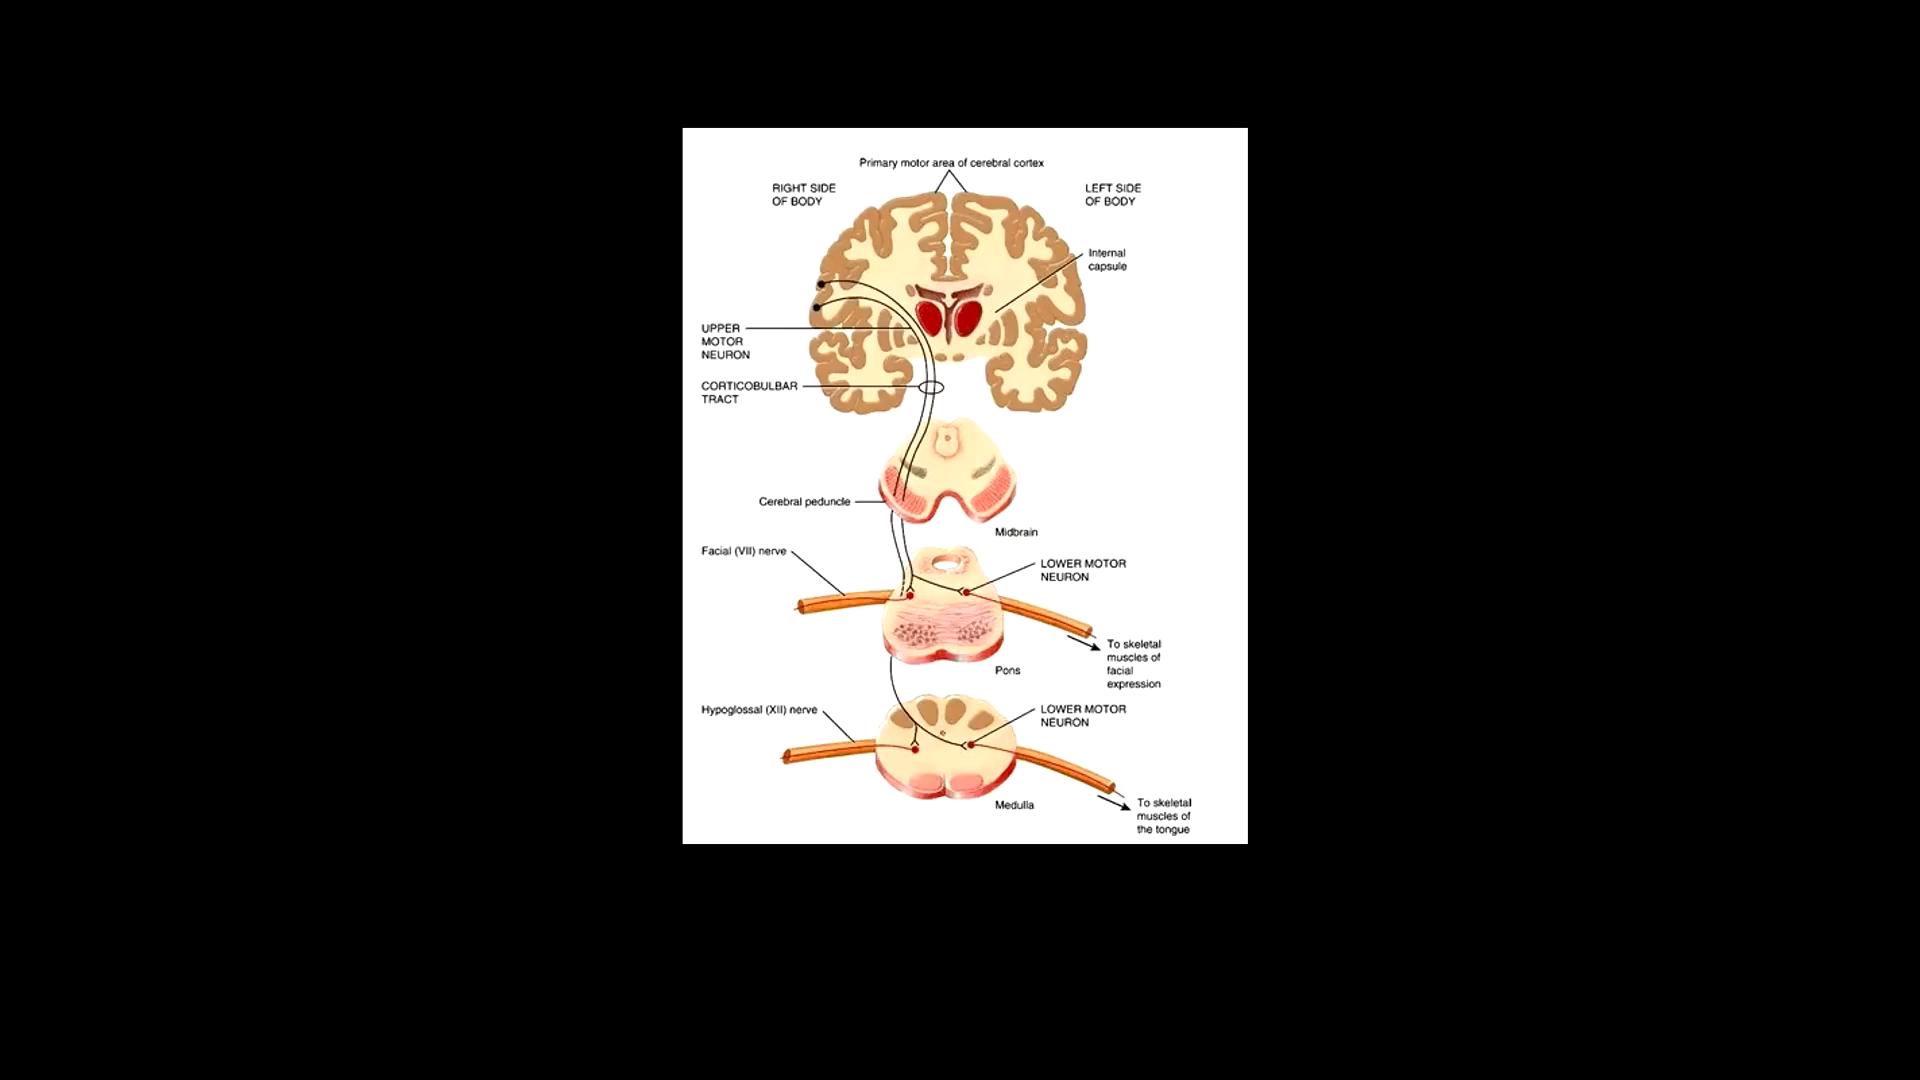 Primary motor area of cerebral cortex
RIGHT SIDE
OF BODY
LEFT SIDE
OF BODY
Internal
capsule
UPPER
MOTOR
NEURON
CORTICOBULBAR
TRACT
Cerebral peduncle
Midbrain
Facial (VII) nerve
LOWER MOTOR
NEURON
To skeletal
muscles of
facial
expression
Pons
Hypoglossal (XII) nerve
LOWER MOTOR
NEURON
Medulla
To skeletal
muscles of
the tongue